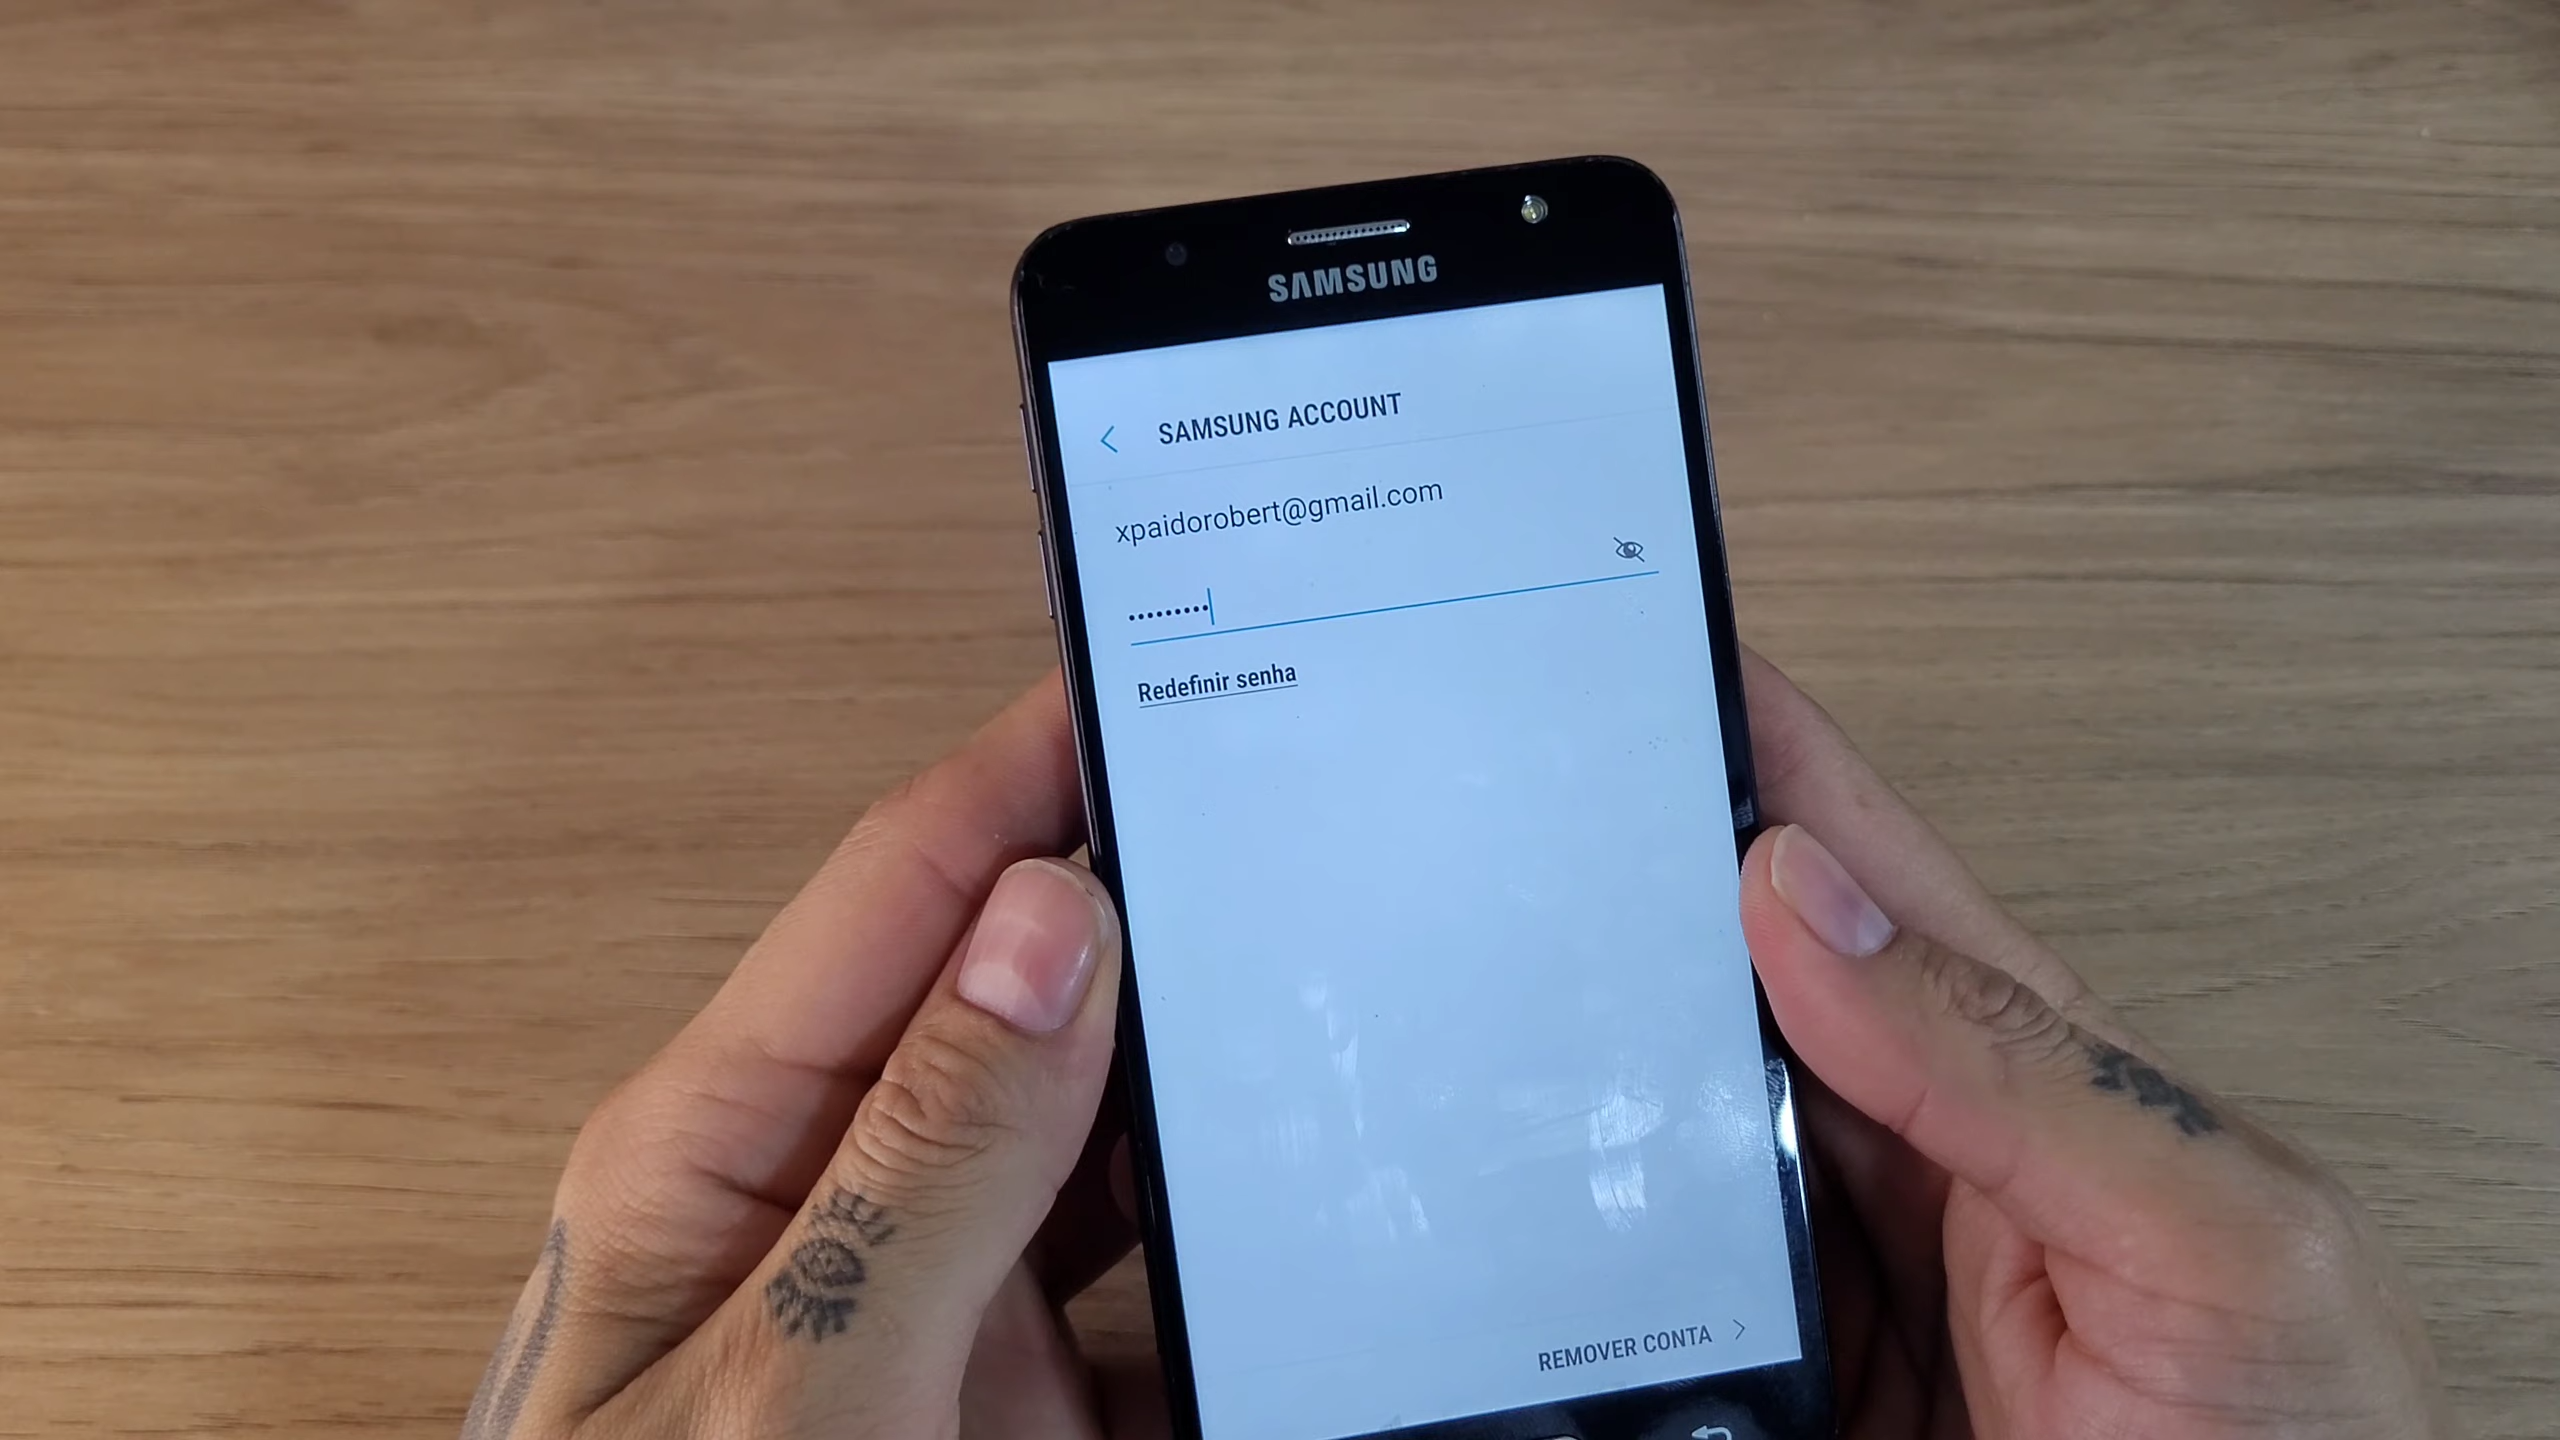 SAMSUNG
SAMSUNG ACCOUNT
xpaidorobert@gmail.com
•••••••••
Redefinir senha
REMOVER CONTA